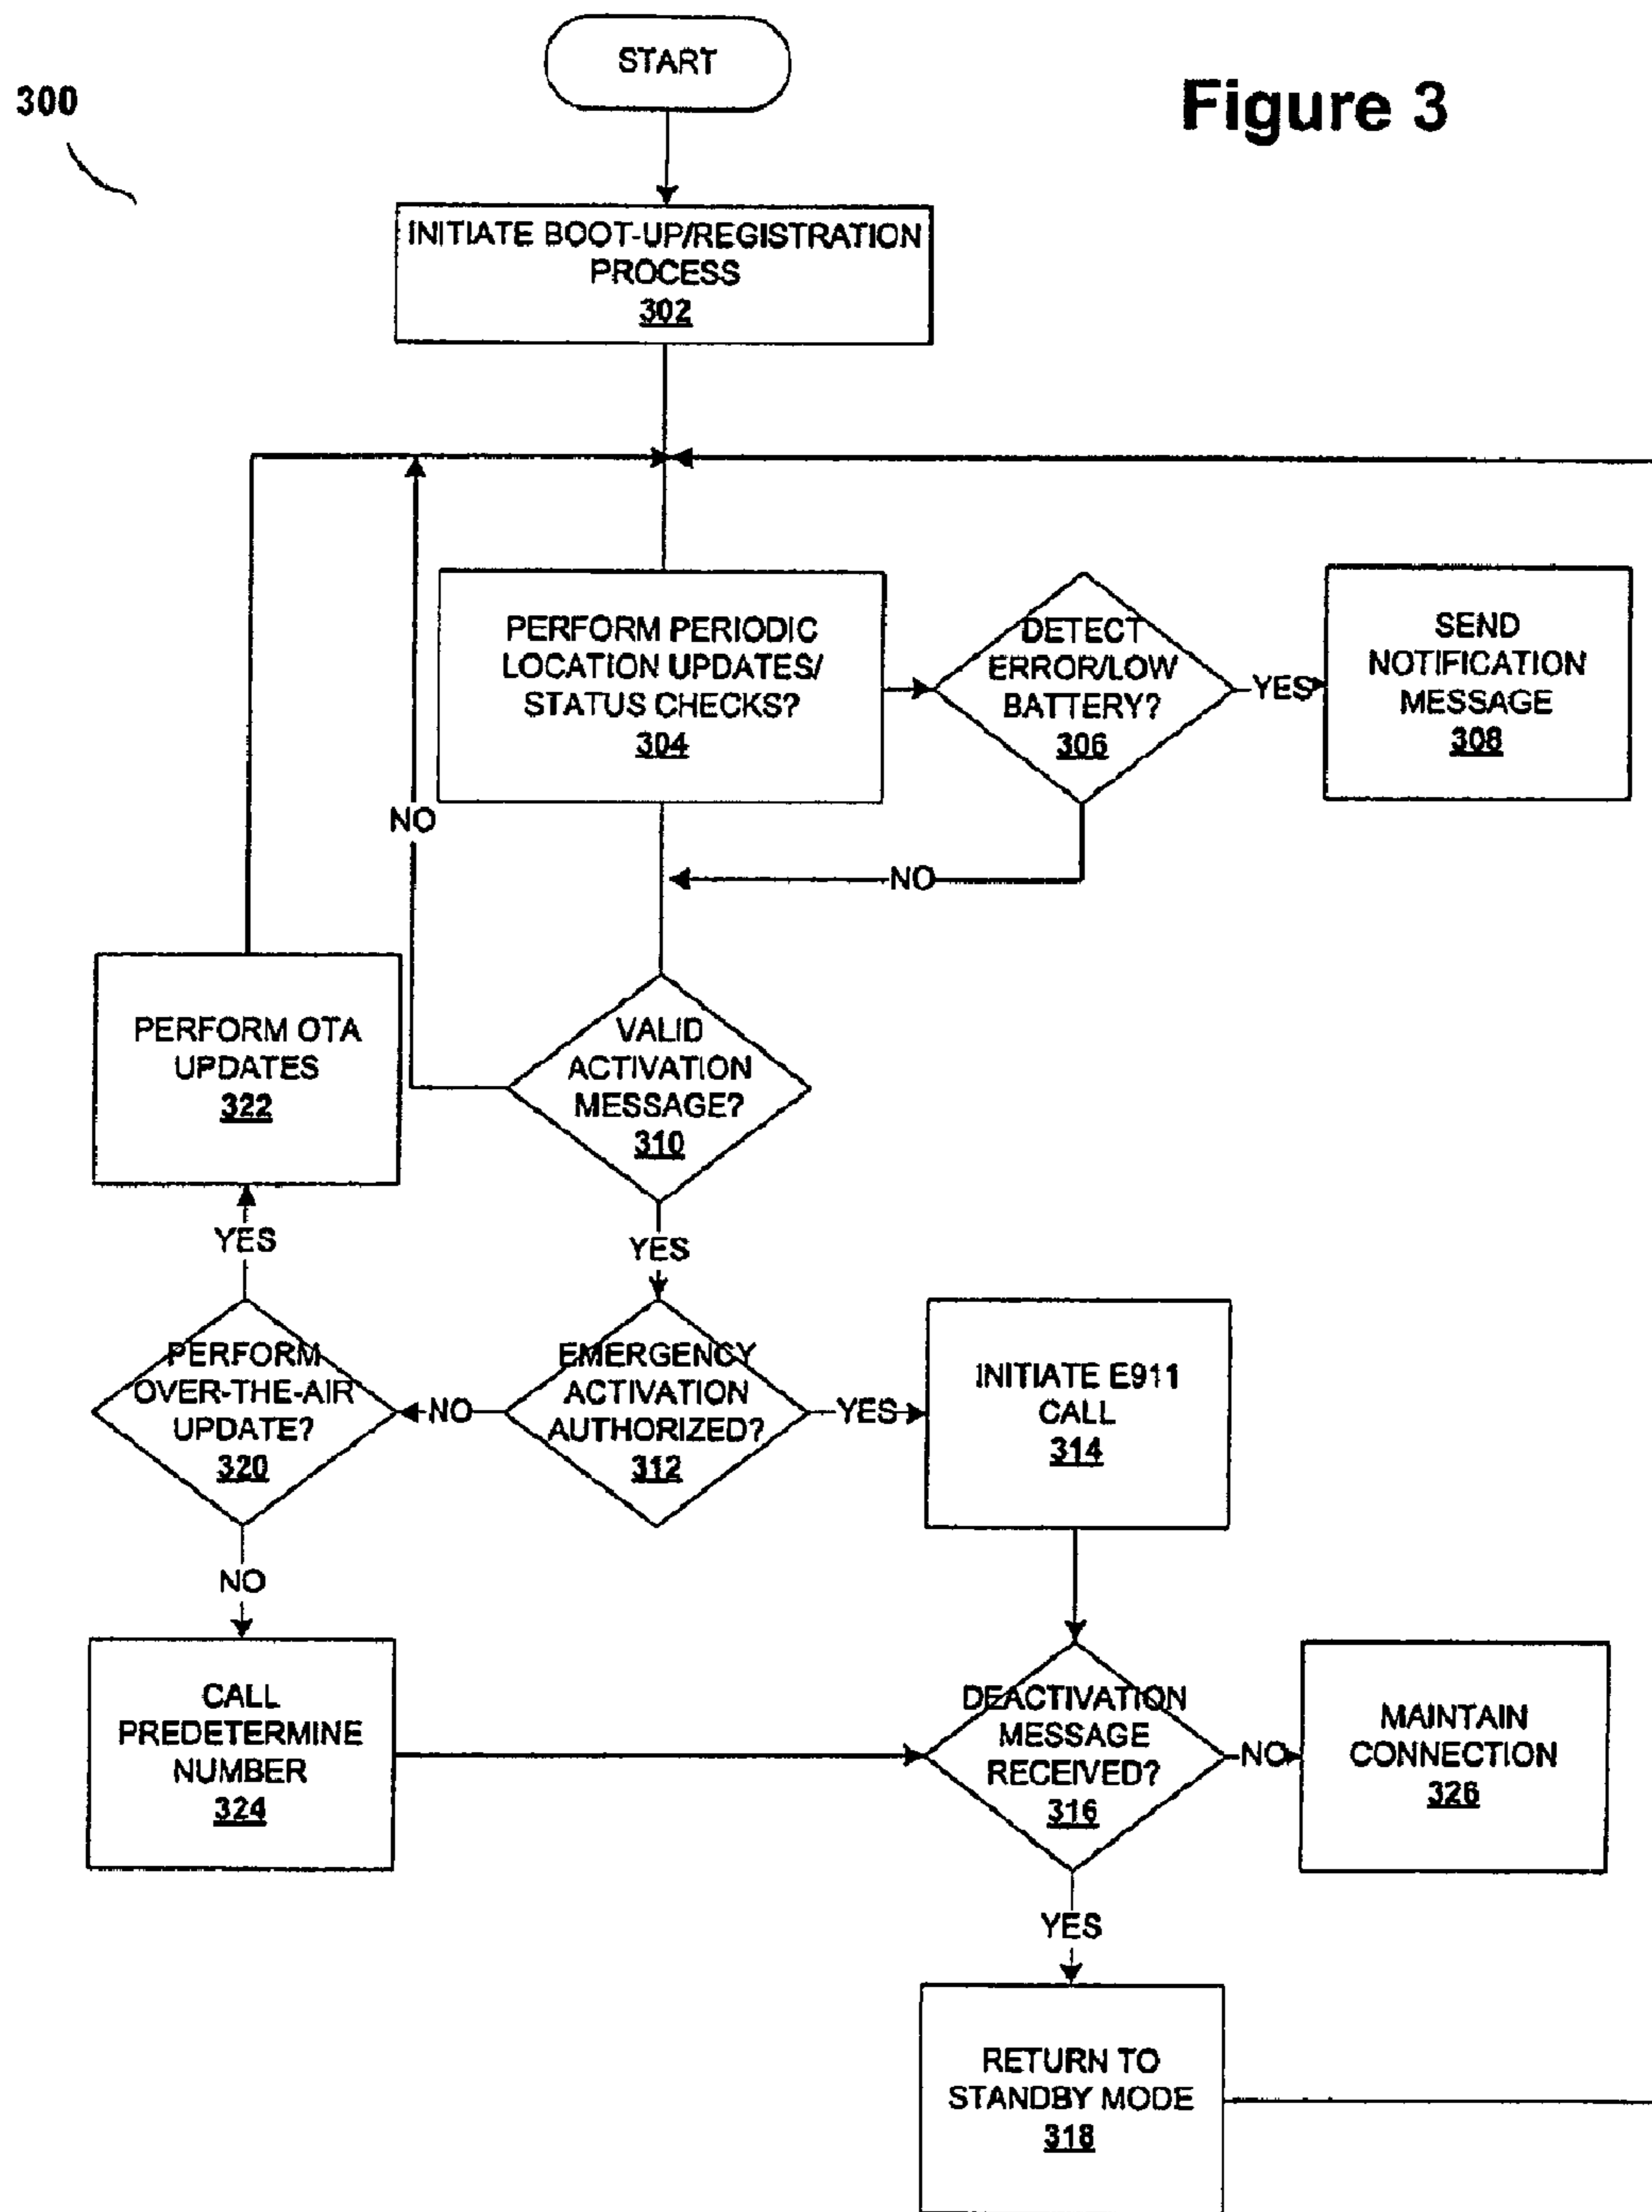 300
Figure 3
START
INITIATE BOOT-UP/REGISTRATION
PROCESS
302
PERFORM PERIODIC
LOCATION UPDATES/
STATUS CHECKS?
304
DETECT
ERROR/LOW
BATTERY?
306
YES
SEND
NOTIFICATION
MESSAGE
308
NO
NO
PERFORM OTA
UPDATES
322
VALID
ACTIVATION
MESSAGE?
310
YES
YES
PERFORM
OVER-THE-AIR
UPDATE?
320
NO
EMERGENCY
ACTIVATION
AUTHORIZED?
312
YES
INITIATE E911
CALL
314
NO
CALL
PREDETERMINE
NUMBER
324
DEACTIVATION
MESSAGE
RECEIVED?
316
NO
MAINTAIN
CONNECTION
326
YES
RETURN TO
STANDBY MODE
318